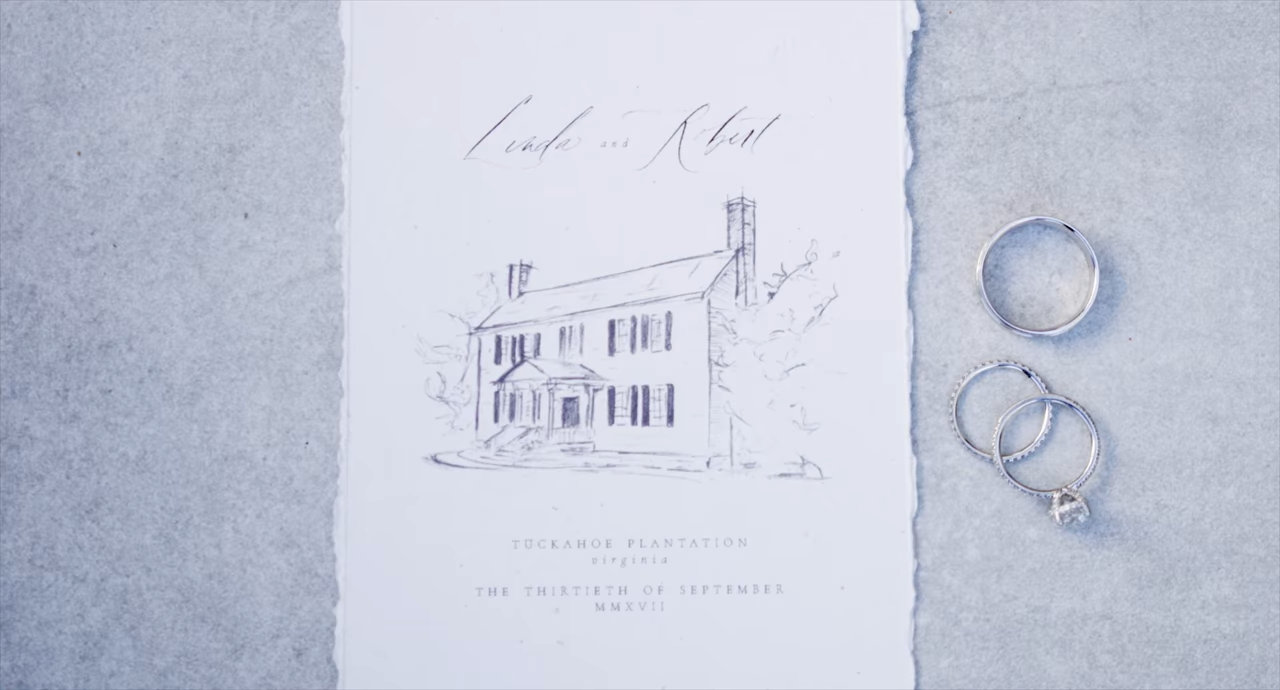 Linda and Robert
TUCKAHOE PLANTATION
virginia
THE THIRTIETH OF SEPTEMBER
MMXVII